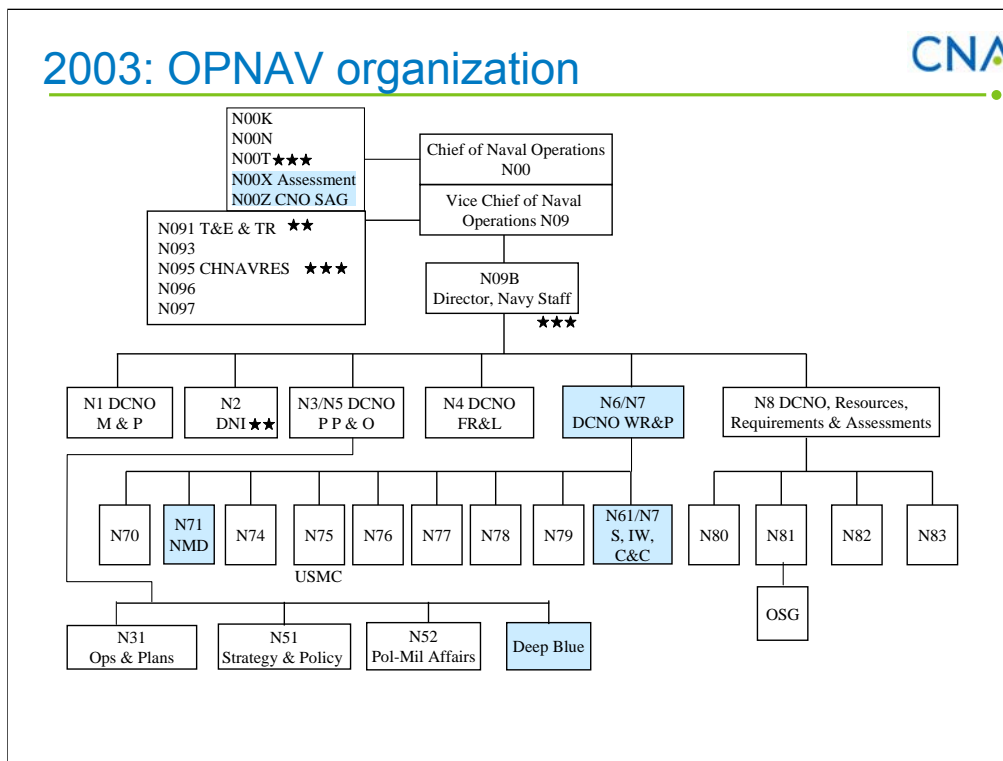 2003: OPNAV organization
CNA
N00K
N00N
N00T ★★★
N00X Assessment
N00Z CNO SAG
Chief of Naval Operations
N00
Vice Chief of Naval
Operations N09
N091 T&E & TR ★★
N093
N095 CHNAVRES ★★★
N096
N097
N09B
Director, Navy Staff
★★★
N1 DCNO
M & P
N2
DNI ★★
N3/N5 DCNO
P P & O
N4 DCNO
FR&L
N6/N7
DCNO WR&P
N8 DCNO, Resources,
Requirements & Assessments
N70
N71
NMD
N74
N75
USMC
N76
N77
N78
N79
N61/N7
S, IW,
C&C
N80
N81
N82
N83
OSG
N31
Ops & Plans
N51
Strategy & Policy
N52
Pol-Mil Affairs
Deep Blue